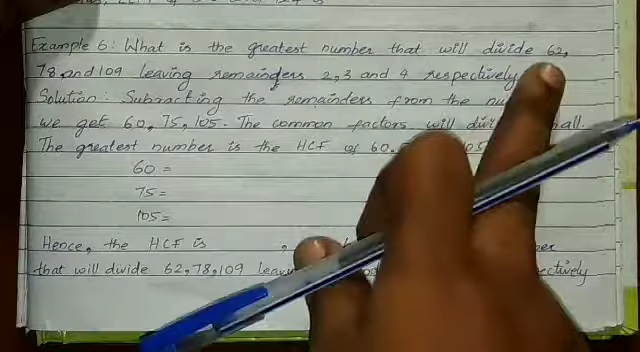 Example 6: What is the greatest number that will divide 62,
78, and 109 leaving remainders 2, 3 and 4 respectively
Solution: Subracting the remainders from the
we get 60, 75, 105. The common factors will all.
The greatest number is the HCF of 60,
60 =
75 =
105 =
Hence, the HCF is ,
that will divide 62, 78, 109